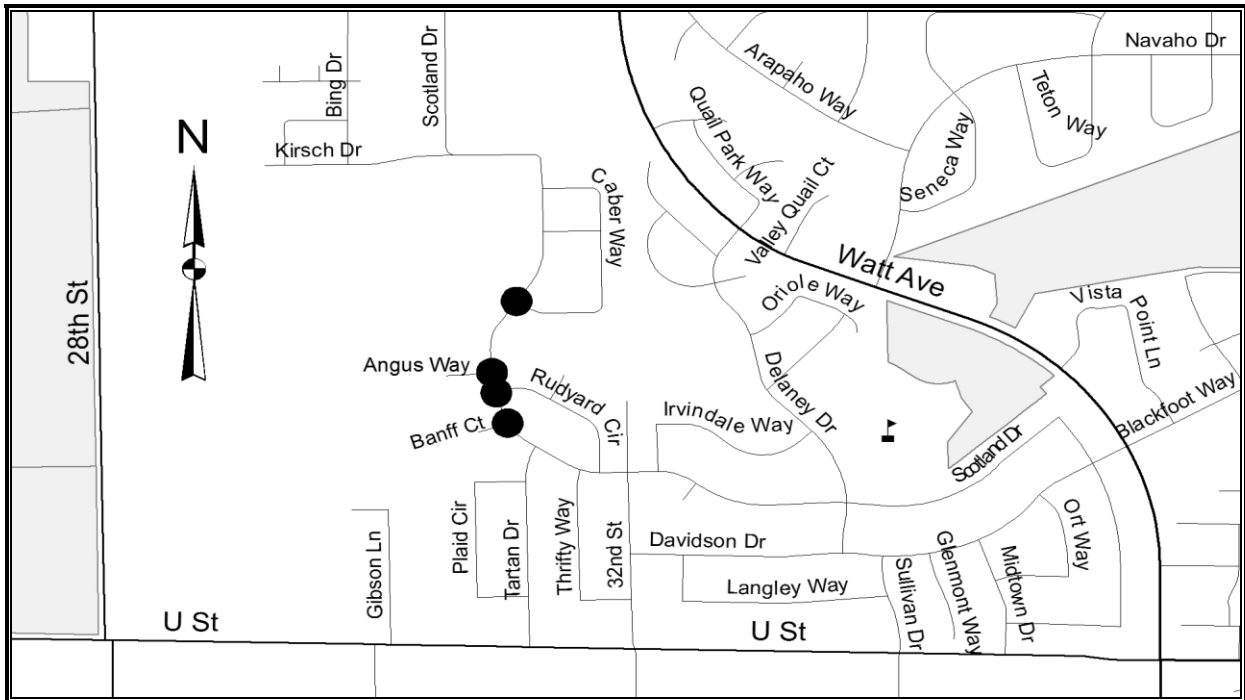 Navaho Dr
Scotland Dr
Bing Dr
Arapaho Way
Teton Way
Quail Park Way
Seneca Way
N
Kirsch Dr
Caber Way
Valley Quail Ct
Watt Ave
28th St
Oriole Way
Vista
Point Ln
Angus Way
Rudyard Cir
Delaney Dr
Irvindale Way
Blackfoot Way
Banff Ct
Scotland Dr
Gibson Ln
Plaid Cir
Tartan Dr
Thrifty Way
32nd St
Davidson Dr
Langley Way
Sullivan Dr
Glenmont Way
Midtown Dr
Ort Way
U St
U St